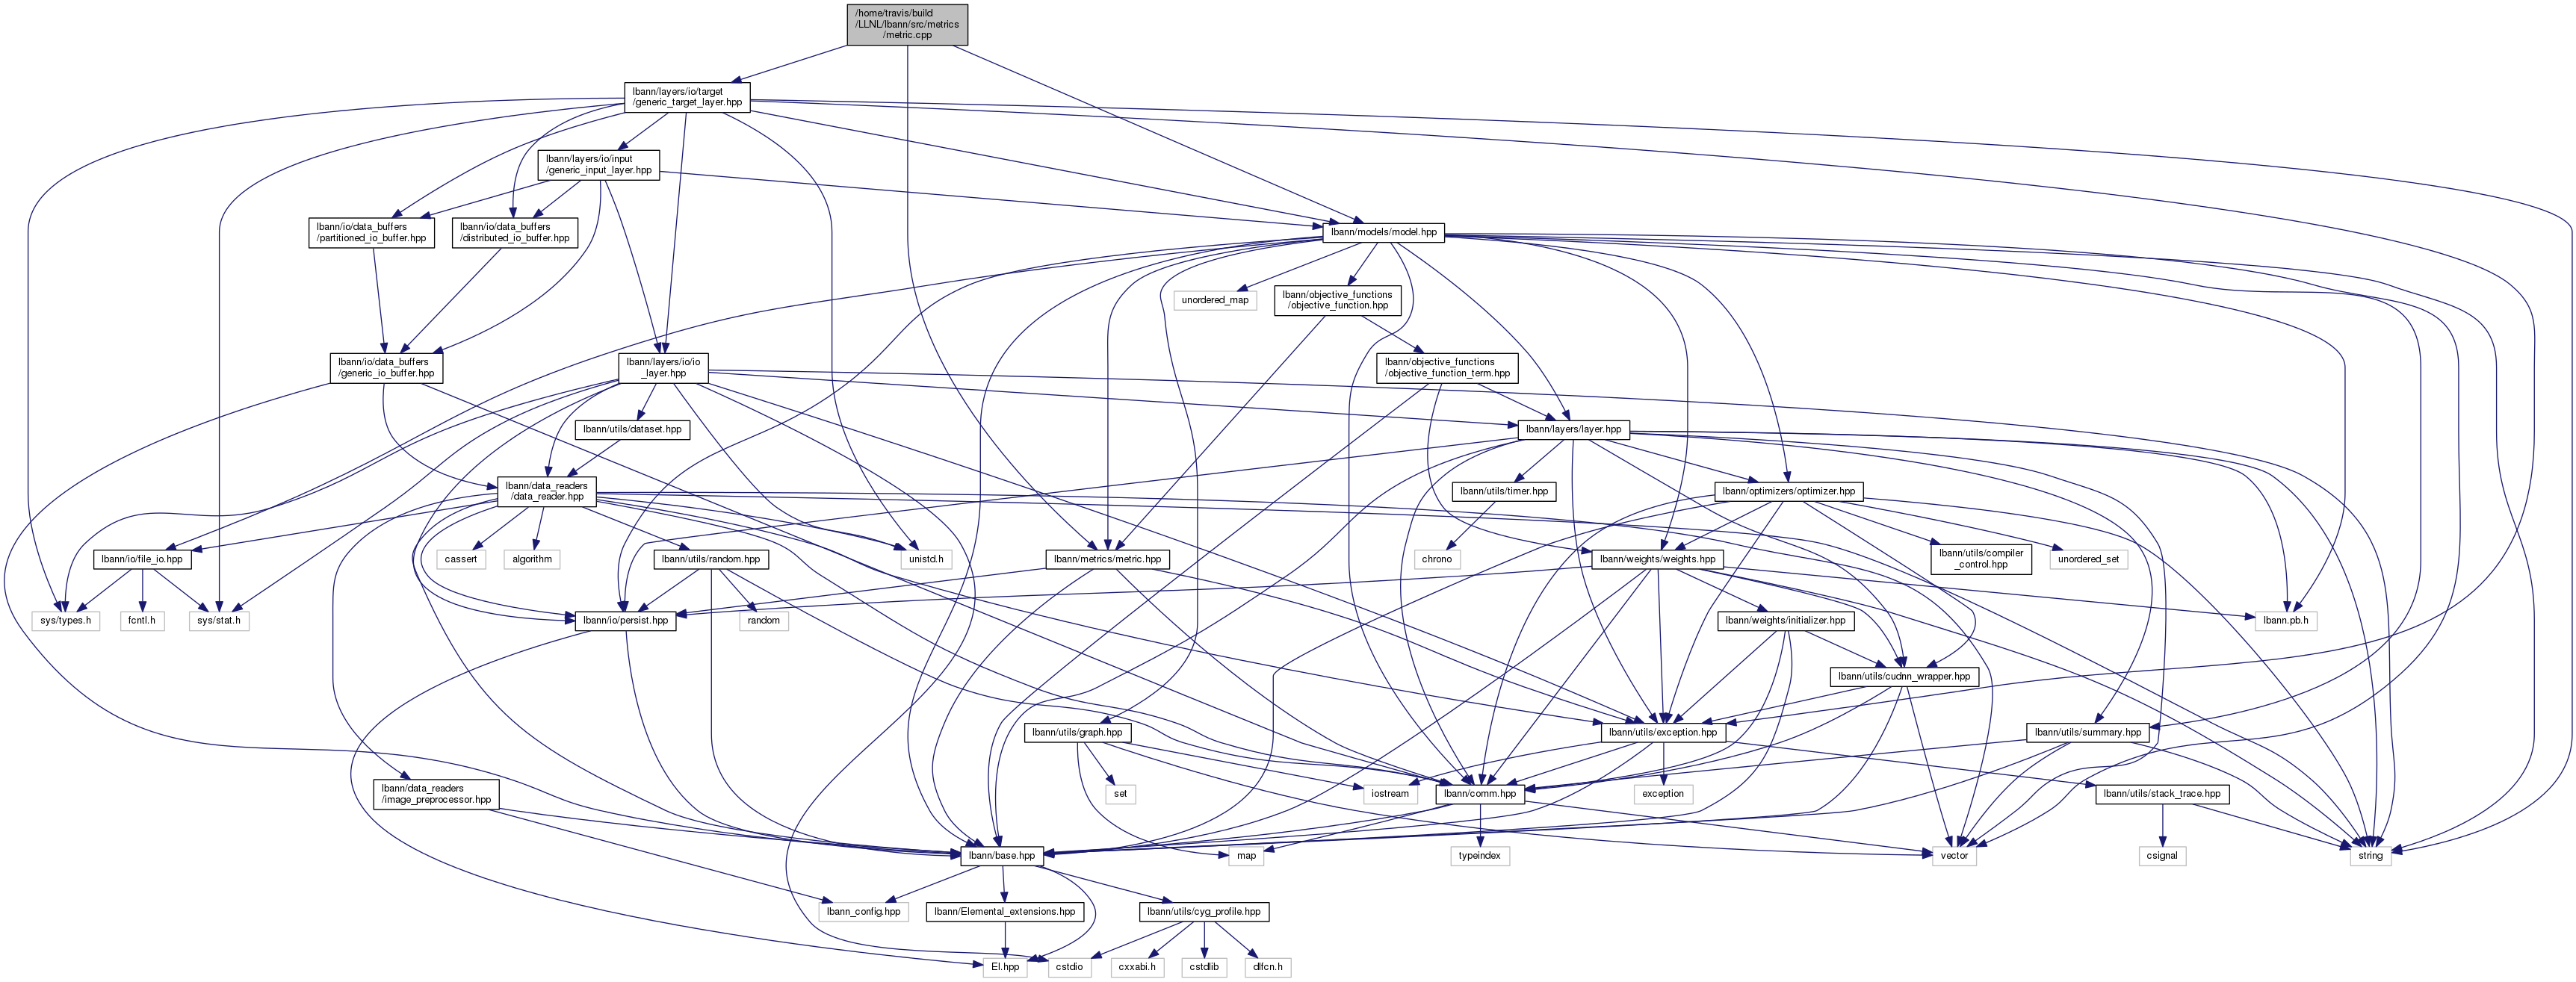 /home/travis/build
/LLNL/lbann/src/metrics
/metric.cpp
lbann/layers/io/target
/generic_target_layer.hpp
lbann/layers/io/input
/generic_input_layer.hpp
lbann/io/data_buffers
/partitioned_io_buffer.hpp
lbann/io/data_buffers
/distributed_io_buffer.hpp
lbann/models/model.hpp
unordered_map
lbann/objective_functions
/objective_function.hpp
lbann/io/data_buffers
/generic_io_buffer.hpp
lbann/layers/io/io
_layer.hpp
lbann/objective_functions
/objective_function_term.hpp
lbann/utils/dataset.hpp
lbann/layers/layer.hpp
lbann/data_readers
/data_reader.hpp
lbann/utils/timer.hpp
lbann/optimizers/optimizer.hpp
lbann/io/file_io.hpp
cassert
algorithm
lbann/utils/random.hpp
unistd.h
lbann/metrics/metric.hpp
chrono
lbann/weights/weights.hpp
lbann/utils/compiler
_control.hpp
unordered_set
sys/types.h
fcntl.h
sys/stat.h
lbann/io/persist.hpp
random
lbann/weights/initializer.hpp
lbann.pb.h
lbann/utils/cudnn_wrapper.hpp
lbann/utils/graph.hpp
lbann/utils/exception.hpp
lbann/utils/summary.hpp
lbann/data_readers
/image_preprocessor.hpp
set
iostream
lbann/comm.hpp
exception
lbann/utils/stack_trace.hpp
lbann/base.hpp
map
typeindex
vector
csignal
string
lbann_config.hpp
lbann/Elemental_extensions.hpp
lbann/utils/cyg_profile.hpp
El.hpp
cstdio
cxxabi.h
cstdlib
dlfcn.h